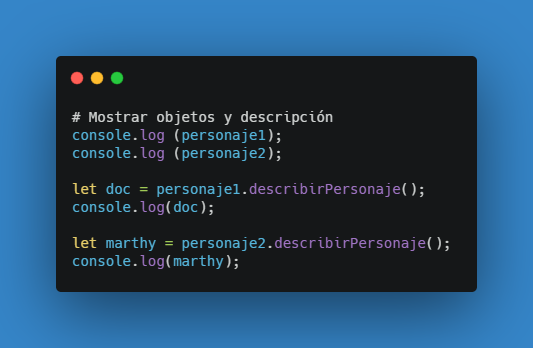 # Mostrar objetos y descripción
console.log (personaje1);
console.log (personaje2);

let doc = personaje1.describirPersonaje();
console.log(doc);

let marthy = personaje2.describirPersonaje();
console.log(marthy);